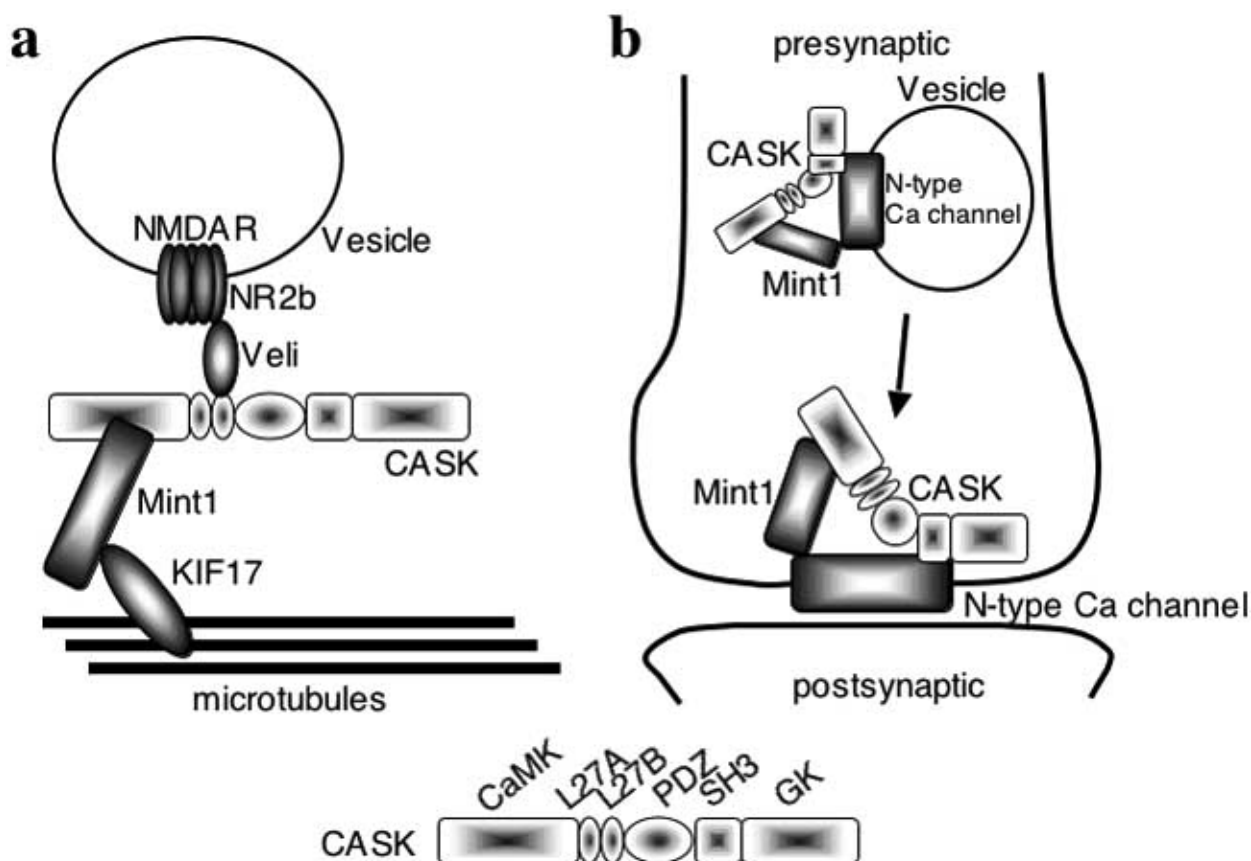 a
NMDAR
Vesicle
NR2b
Veli
CASK
Mint1
KIF17
microtubules
b
presynaptic
Vesicle
CASK
N-type
Ca channel
Mint1
Mint1
CASK
N-type Ca channel
postsynaptic
CaMK L27A L27B PDZ SH3 GK
CASK